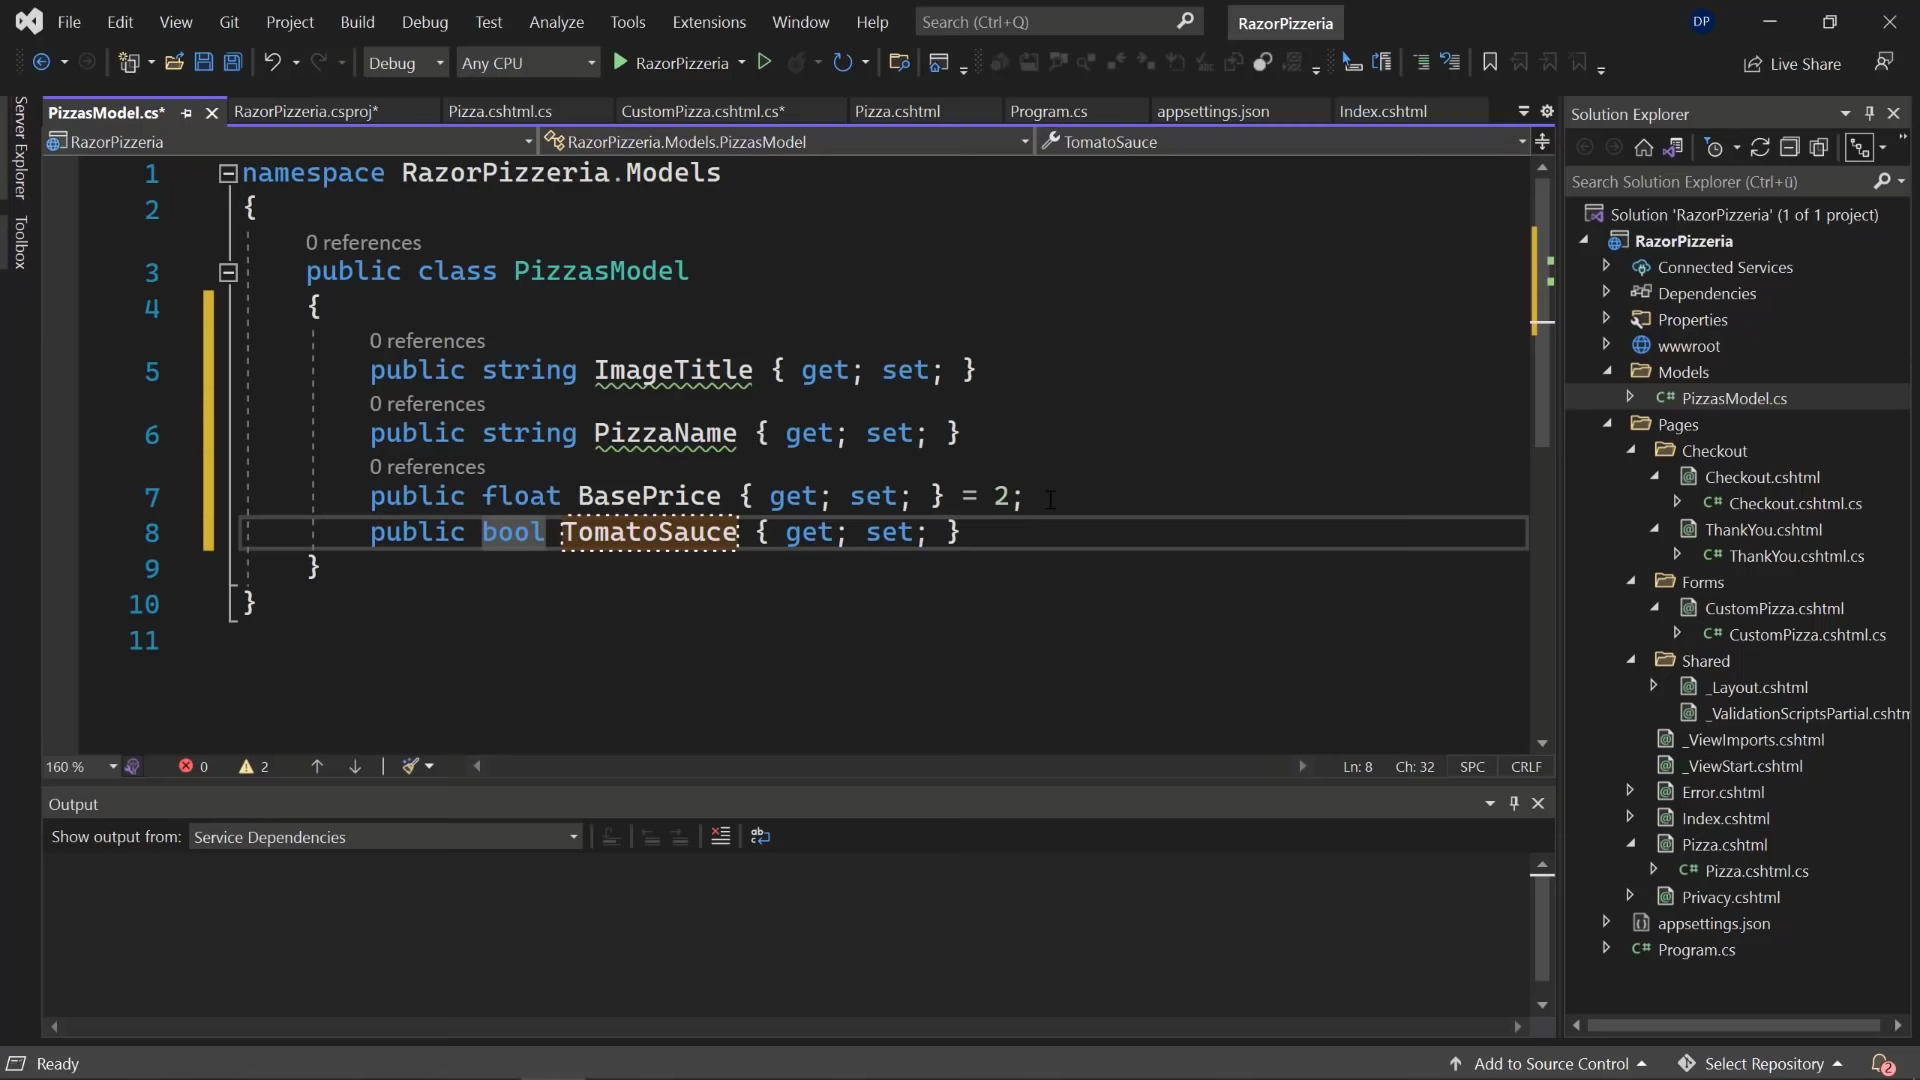 File Edit View Git Project Build Debug Test Analyze Tools Extensions Window Help Search (Ctrl+Q) RazorPizzeria DP
Debug Any CPU RazorPizzeria Live Share
Server Explorer
Toolbox
PizzasModel.cs* RazorPizzeria.csproj* Pizza.cshtml.cs CustomPizza.cshtml.cs* Pizza.cshtml Program.cs appsettings.json Index.cshtml
RazorPizzeria RazorPizzeria.Models.PizzasModel TomatoSauce
1 namespace RazorPizzeria.Models
2 {
0 references
3 public class PizzasModel
4 {
0 references
5 public string ImageTitle { get; set; }
0 references
6 public string PizzaName { get; set; }
0 references
7 public float BasePrice { get; set; } = 2;
8 public bool TomatoSauce { get; set; }
9 }
10 }
11
160 % 0 2 Ln: 8 Ch: 32 SPC CRLF
Output
Show output from: Service Dependencies
Solution Explorer
Search Solution Explorer (Ctrl+ü)
Solution 'RazorPizzeria' (1 of 1 project)
RazorPizzeria
Connected Services
Dependencies
Properties
wwwroot
Models
C# PizzasModel.cs
Pages
Checkout
Checkout.cshtml
C# Checkout.cshtml.cs
ThankYou.cshtml
C# ThankYou.cshtml.cs
Forms
CustomPizza.cshtml
C# CustomPizza.cshtml.cs
Shared
_Layout.cshtml
_ValidationScriptsPartial.cshtm
_ViewImports.cshtml
_ViewStart.cshtml
Error.cshtml
Index.cshtml
Pizza.cshtml
C# Pizza.cshtml.cs
Privacy.cshtml
appsettings.json
C# Program.cs
Ready Add to Source Control Select Repository 2